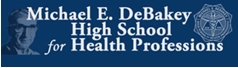 Michael E. DeBakey
High School
for Health Professions